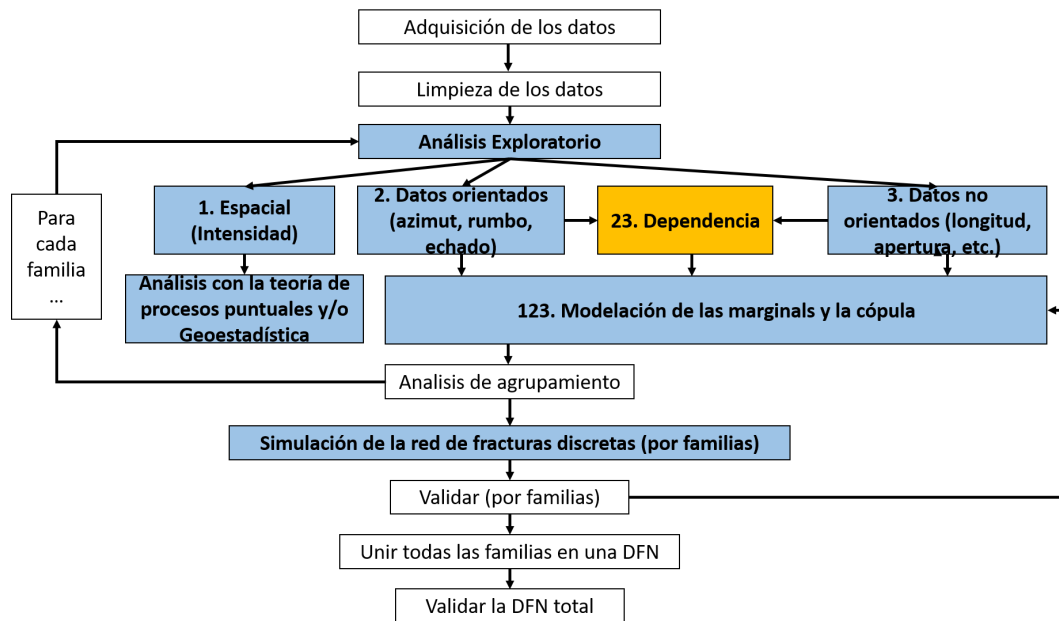 Adquisición de los datos
Limpieza de los datos
Análisis Exploratorio
Para
cada
familia
...
1. Espacial
(Intensidad)
2. Datos orientados
(azimut, rumbo,
echado)
23. Dependencia
3. Datos no
orientados (longitud,
apertura, etc.)
Análisis con la teoría de
procesos puntuales y/o
Geoestadística
123. Modelación de las marginals y la cópula
Analisis de agrupamiento
Simulación de la red de fracturas discretas (por familias)
Validar (por familias)
Unir todas las familias en una DFN
Validar la DFN total